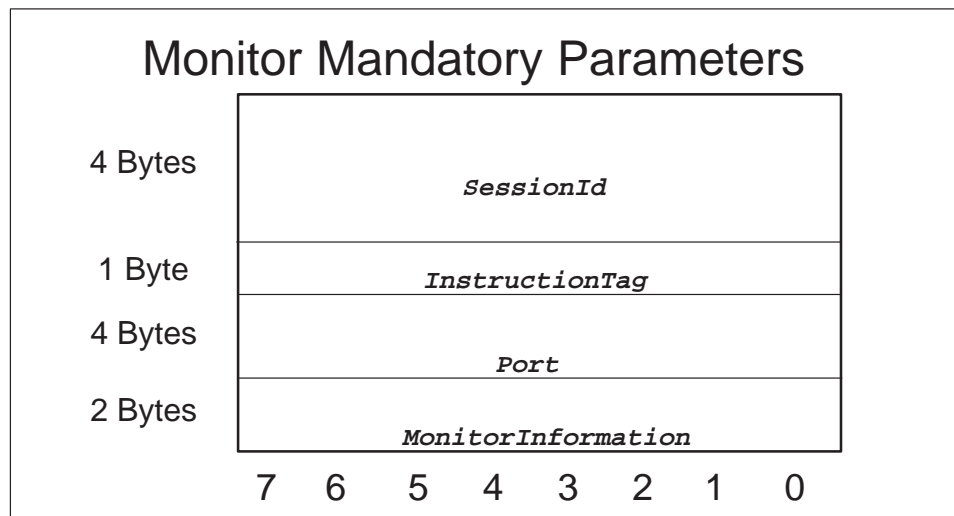 Monitor Mandatory Parameters
4 Bytes
SessionId
1 Byte
InstructionTag
4 Bytes
Port
2 Bytes
MonitorInformation
7 6 5 4 3 2 1 0